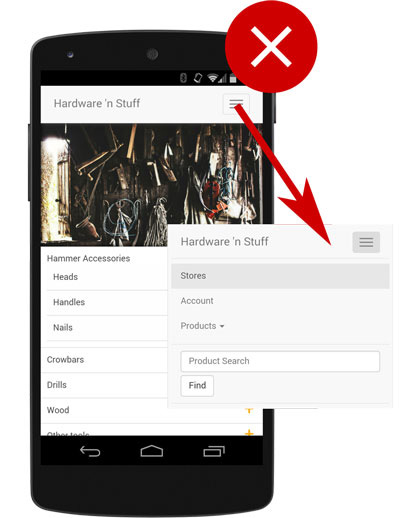 Hardware 'n Stuff
Hammer Accessories
Heads
Handles
Nails
Crowbars
Drills
Wood
Other tools
Hardware 'n Stuff
Stores
Account
Products
Product Search
Find